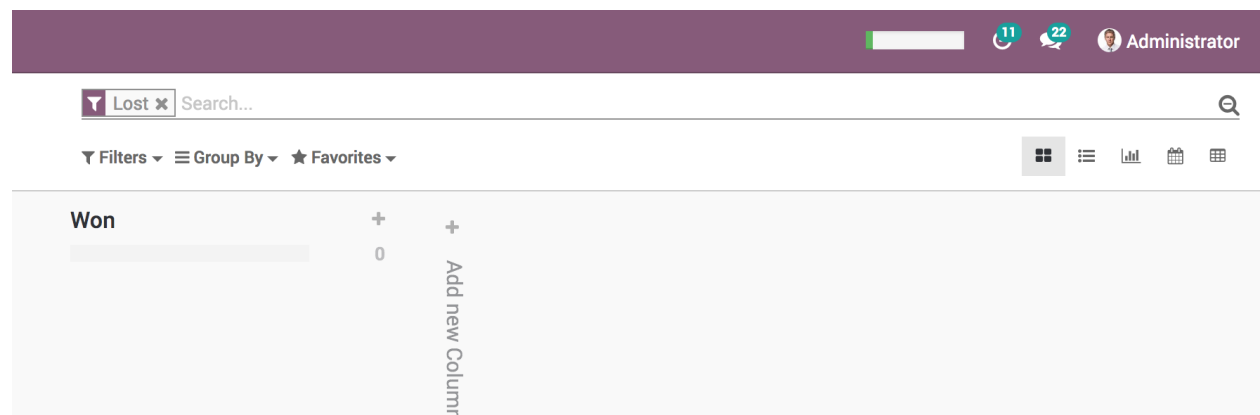 11 22 Administrator
Lost Search...
Filters Group By Favorites
Won
0
Add new Column